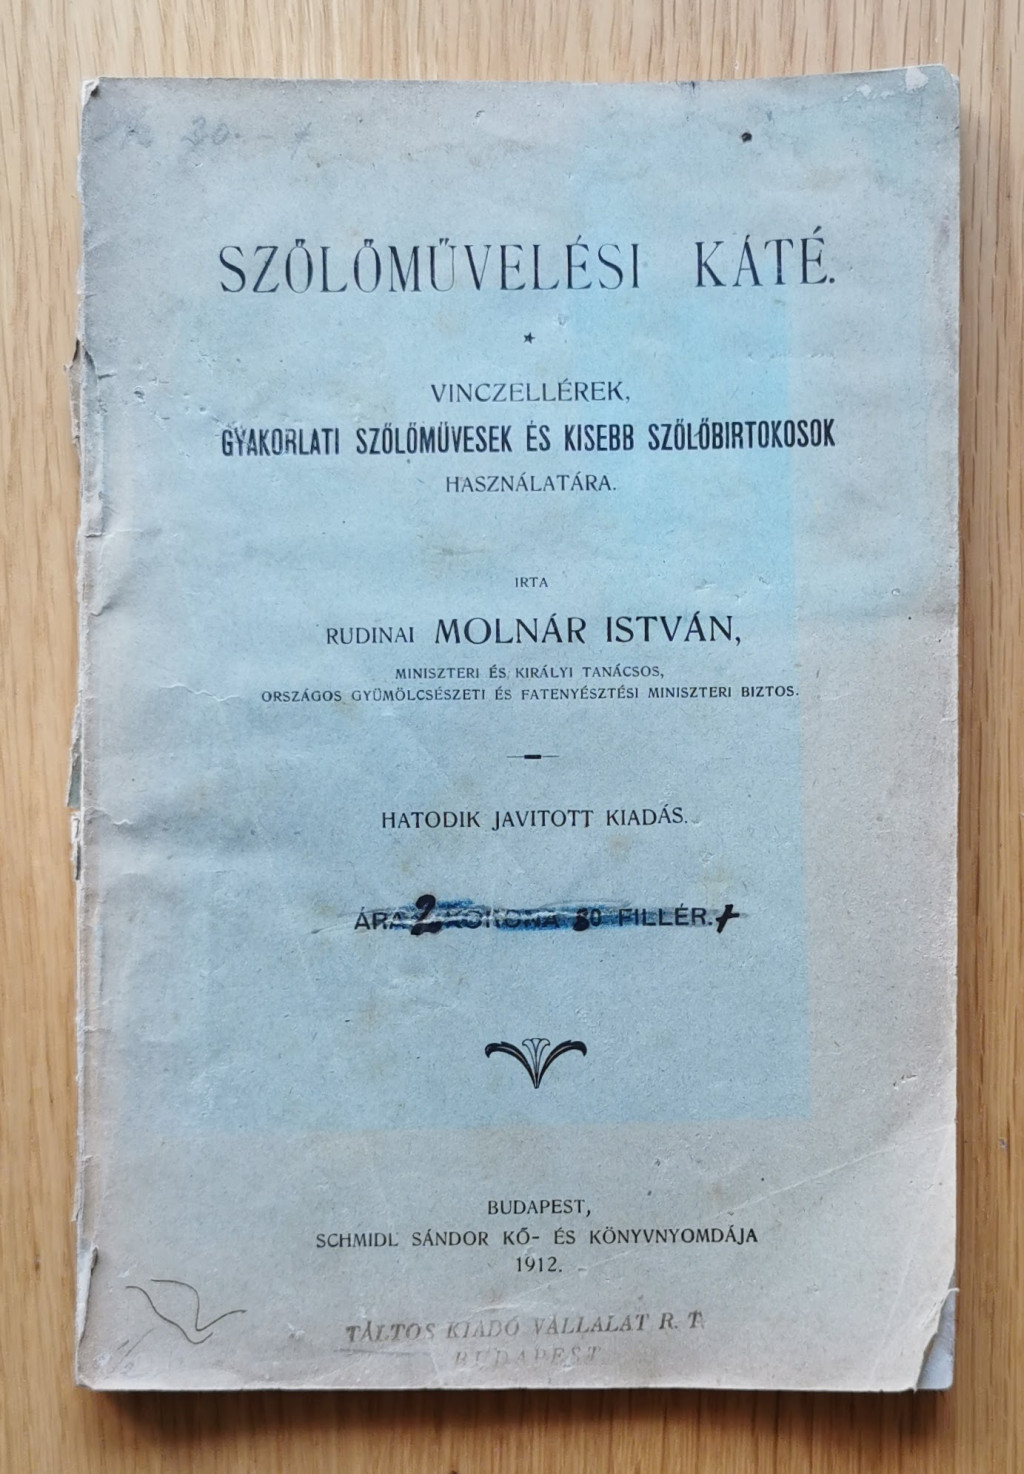 30.-
SZŐLŐMŰVELÉSI KÁTÉ.
VINCZELLÉREK,
GYAKORLATI SZŐLŐMŰVESEK ÉS KISEBB SZŐLŐBIRTOKOSOK
HASZNÁLATÁRA.
IRTA
RUDINAI MOLNÁR ISTVÁN,
MINISZTERI ÉS KIRÁLYI TANÁCSOS,
ORSZÁGOS GYÜMÖLCSÉSZETI ÉS FATENYÉSZTÉSI MINISZTERI BIZTOS.
HATODIK JAVITOTT KIADÁS.
ÁRA 2 KORONA 80 FILLÉR.
BUDAPEST,
SCHMIDL SÁNDOR KŐ- ÉS KÖNYVNYOMDÁJA
1912.
TÁLTOS KIADÓ VÁLLALAT R. T.
BUDAPEST